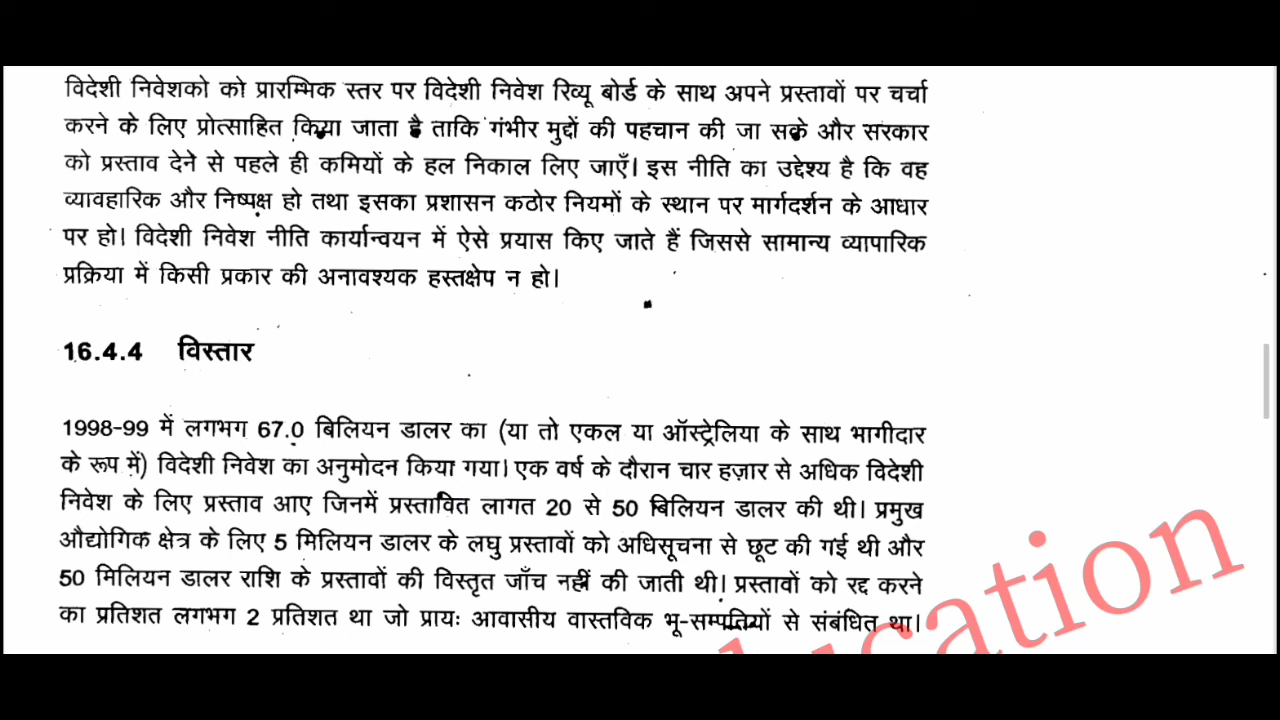 विदेशी निवेशको को प्रारम्भिक स्तर पर विदेशी निवेश रिव्यू बोर्ड के साथ अपने प्रस्तावों पर चर्चा
करने के लिए प्रोत्साहित किया जाता है ताकि गंभीर मुद्दों की पहचान की जा सके और सरकार
को प्रस्ताव देने से पहले ही कमियों के हल निकाल लिए जाएँ। इस नीति का उद्देश्य है कि वह
व्यावहारिक और निष्पक्ष हो तथा इसका प्रशासन कठोर नियमों के स्थान पर मार्गदर्शन के आधार
पर हो। विदेशी निवेश नीति कार्यान्वयन में ऐसे प्रयास किए जाते हैं जिससे सामान्य व्यापारिक
प्रक्रिया में किसी प्रकार की अनावश्यक हस्तक्षेप न हो।
16.4.4 विस्तार
1998-99 में लगभग 67.0 बिलियन डालर का (या तो एकल या ऑस्ट्रेलिया के साथ भागीदार
के रूप में) विदेशी निवेश का अनुमोदन किया गया। एक वर्ष के दौरान चार हज़ार से अधिक विदेशी
निवेश के लिए प्रस्ताव आए जिनमें प्रस्तावित लागत 20 से 50 बिलियन डालर की थी। प्रमुख
औद्योगिक क्षेत्र के लिए 5 मिलियन डालर के लघु प्रस्तावों को अधिसूचना से छूट की गई थी और
50 मिलियन डालर राशि के प्रस्तावों की विस्तृत जाँच नहीं की जाती थी। प्रस्तावों को रद्द करने
का प्रतिशत लगभग 2 प्रतिशत था जो प्रायः आवासीय वास्तविक भू-सम्पतियों से संबंधित था।
ucation